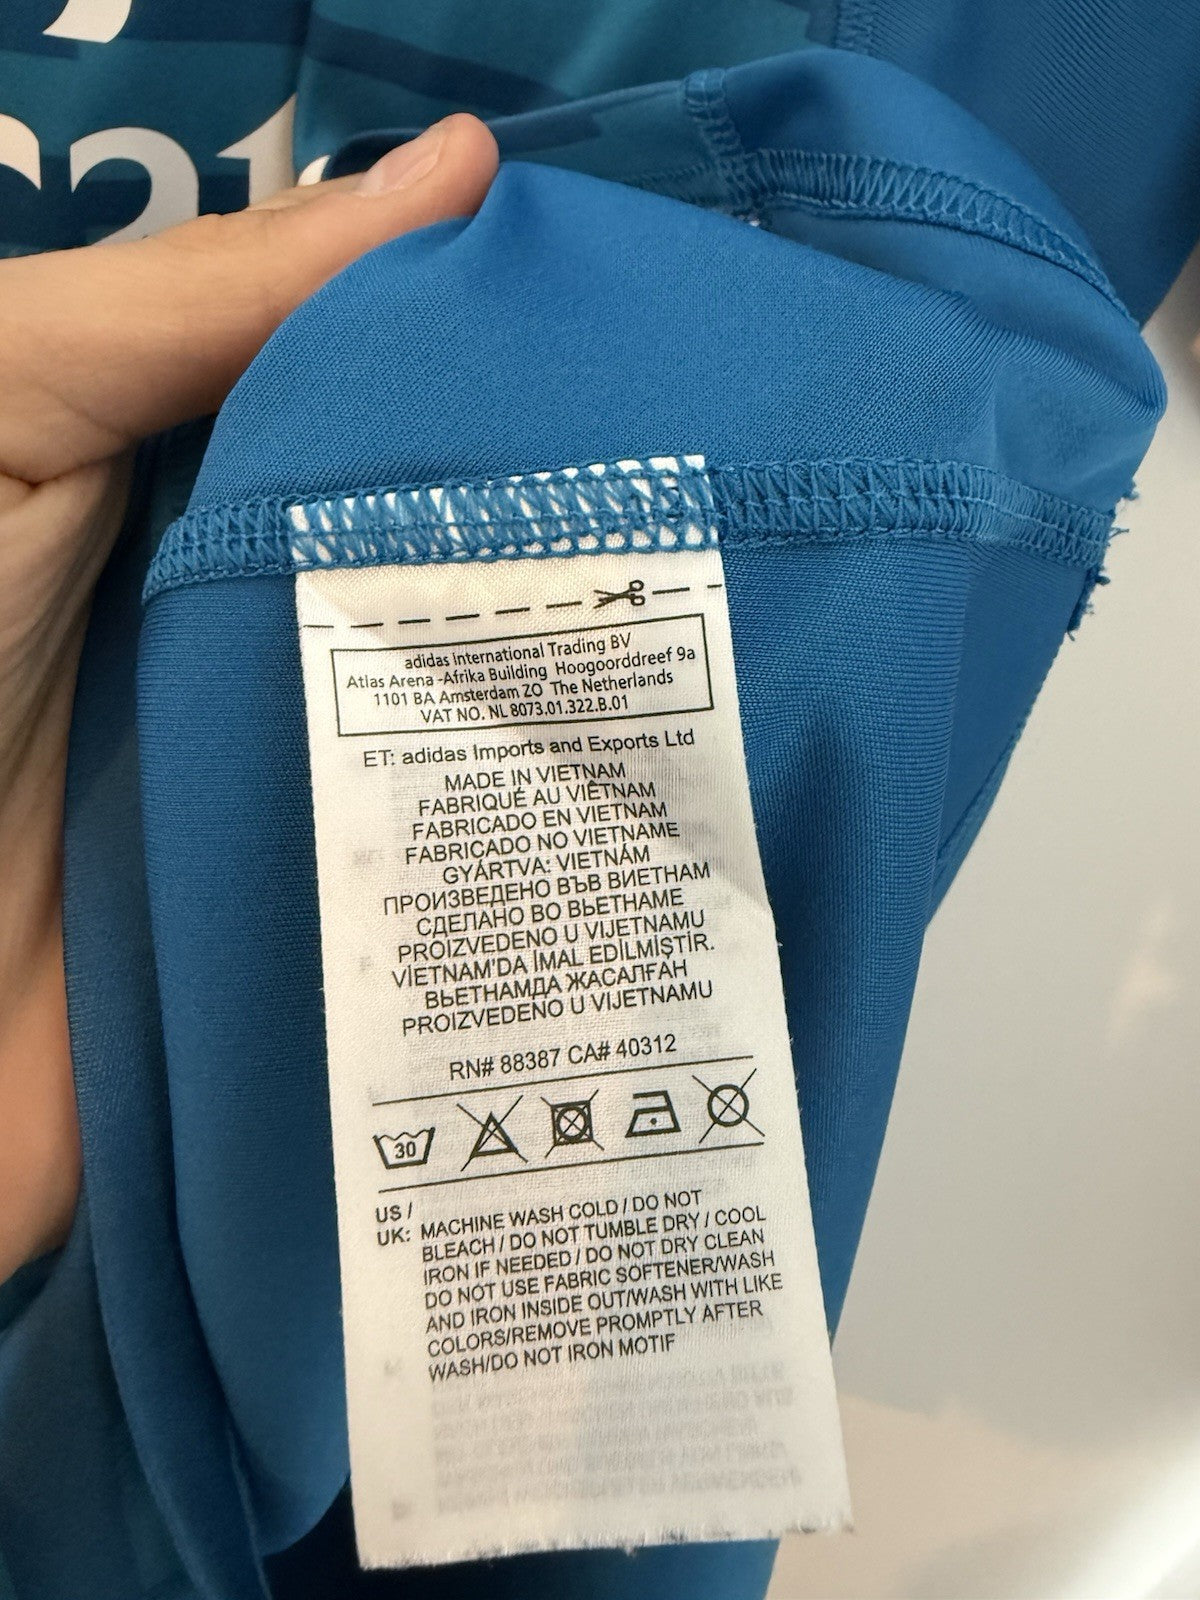 adidas International Trading BV
Atlas Arena -Afrika Building Hoogoorddreef 9a
1101 BA Amsterdam ZO The Netherlands
VAT NO. NL 8073.01.322.B.01
ET: adidas Imports and Exports Ltd
MADE IN VIETNAM
FABRIQUÉ AU VIÊTNAM
FABRICADO EN VIETNAM
FABRICADO NO VIETNAME
GYÁRTVA: VIETNÁM
ПРОИЗВЕДЕНО ВЪВ ВИЕТНАМ
СДЕЛАНО ВО ВЬЕТНАМЕ
PROIZVEDENO U VIJETNAMU
VİETNAM'DA İMAL EDİLMİŞTİR.
ВЬЕТНАМДА ЖАСАЛҒАН
PROIZVEDENO U VIJETNAMU
RN# 88387 CA# 40312
30
US /
UK: MACHINE WASH COLD / DO NOT
BLEACH / DO NOT TUMBLE DRY / COOL
IRON IF NEEDED / DO NOT DRY CLEAN
DO NOT USE FABRIC SOFTENER/WASH
AND IRON INSIDE OUT/WASH WITH LIKE
COLORS/REMOVE PROMPTLY AFTER
WASH/DO NOT IRON MOTIF